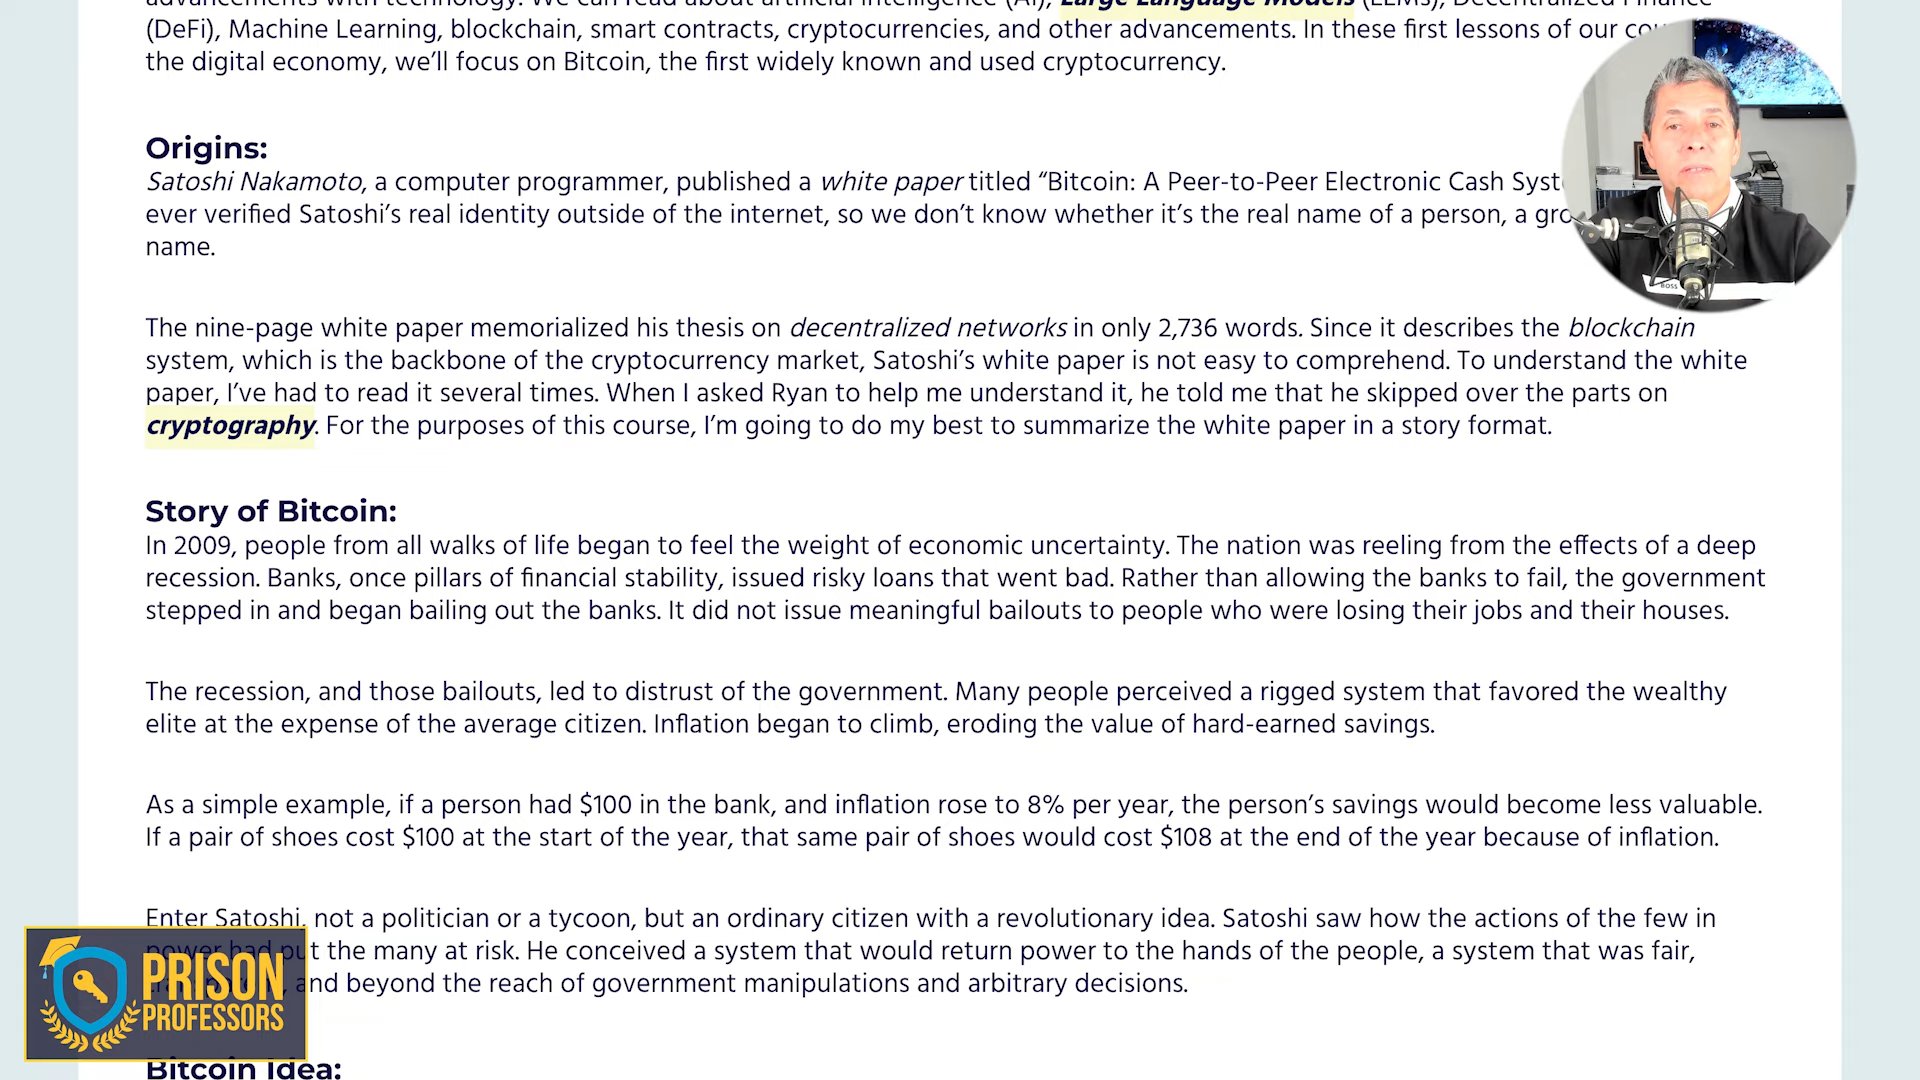 (DeFi), Machine Learning, blockchain, smart contracts, cryptocurrencies, and other advancements. In these first lessons of our
the digital economy, we’ll focus on Bitcoin, the first widely known and used cryptocurrency.
Origins:
Satoshi Nakamoto, a computer programmer, published a white paper titled “Bitcoin: A Peer-to-Peer Electronic Cash
ever verified Satoshi’s real identity outside of the internet, so we don’t know whether it’s the real name of a person, a
name.
The nine-page white paper memorialized his thesis on decentralized networks in only 2,736 words. Since it describes the blockchain
system, which is the backbone of the cryptocurrency market, Satoshi’s white paper is not easy to comprehend. To understand the white
paper, I’ve had to read it several times. When I asked Ryan to help me understand it, he told me that he skipped over the parts on
cryptography. For the purposes of this course, I’m going to do my best to summarize the white paper in a story format.
Story of Bitcoin:
In 2009, people from all walks of life began to feel the weight of economic uncertainty. The nation was reeling from the effects of a deep
recession. Banks, once pillars of financial stability, issued risky loans that went bad. Rather than allowing the banks to fail, the government
stepped in and began bailing out the banks. It did not issue meaningful bailouts to people who were losing their jobs and their houses.
The recession, and those bailouts, led to distrust of the government. Many people perceived a rigged system that favored the wealthy
elite at the expense of the average citizen. Inflation began to climb, eroding the value of hard-earned savings.
As a simple example, if a person had $100 in the bank, and inflation rose to 8% per year, the person’s savings would become less valuable.
If a pair of shoes cost $100 at the start of the year, that same pair of shoes would cost $108 at the end of the year because of inflation.
Enter Satoshi, not a politician or a tycoon, but an ordinary citizen with a revolutionary idea. Satoshi saw how the actions of the few in
power had put the many at risk. He conceived a system that would return power to the hands of the people, a system that was fair,
and beyond the reach of government manipulations and arbitrary decisions.
Bitcoin Idea:
PRISON
PROFESSORS
BOSS